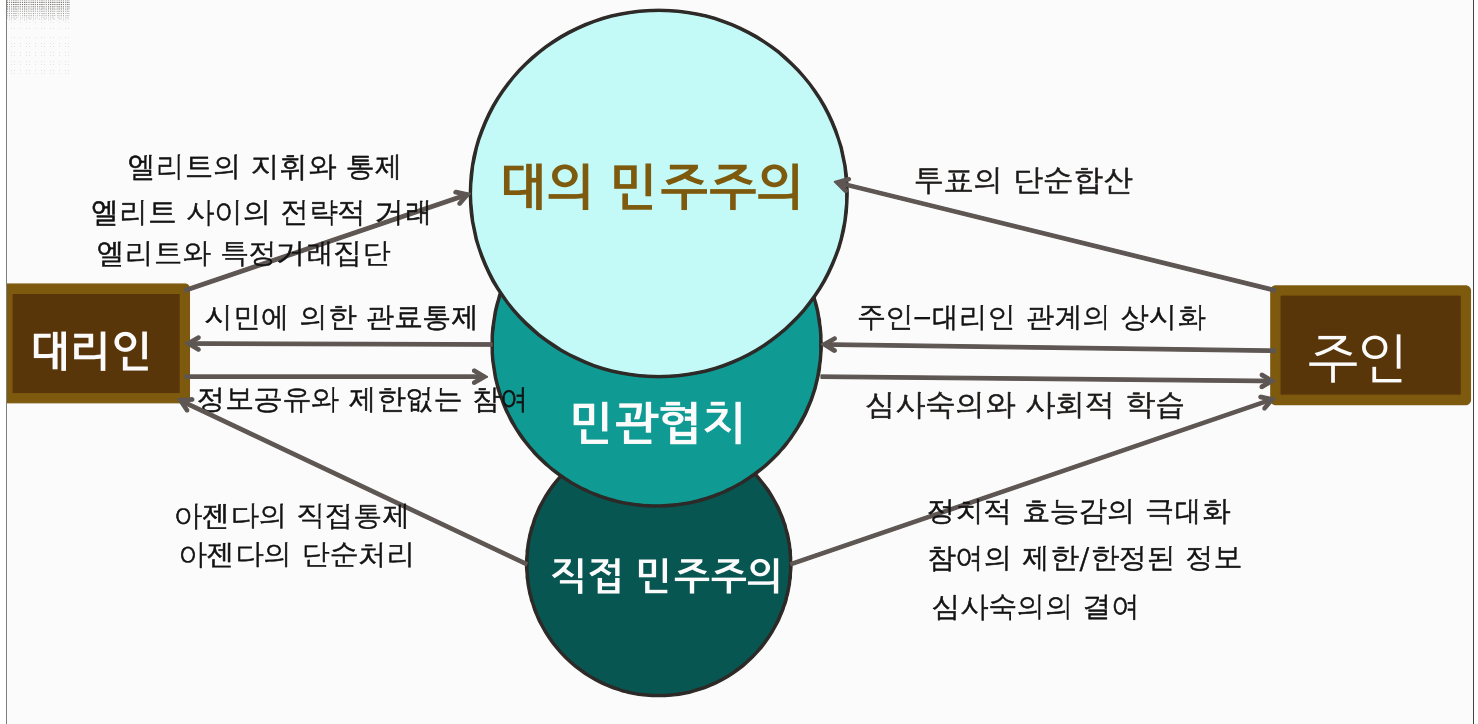 엘리트의 지휘와 통제
엘리트 사이의 전략적 거래
엘리트와 특정거래집단
대의 민주주의
투표의 단순합산
대리인
시민에 의한 관료통제
정보공유와 제한없는 참여
민관협치
주인–대리인 관계의 상시화
심사숙의와 사회적 학습
주인
아젠다의 직접통제
아젠다의 단순처리
직접 민주주의
정치적 효능감의 극대화
참여의 제한/한정된 정보
심사숙의의 결여